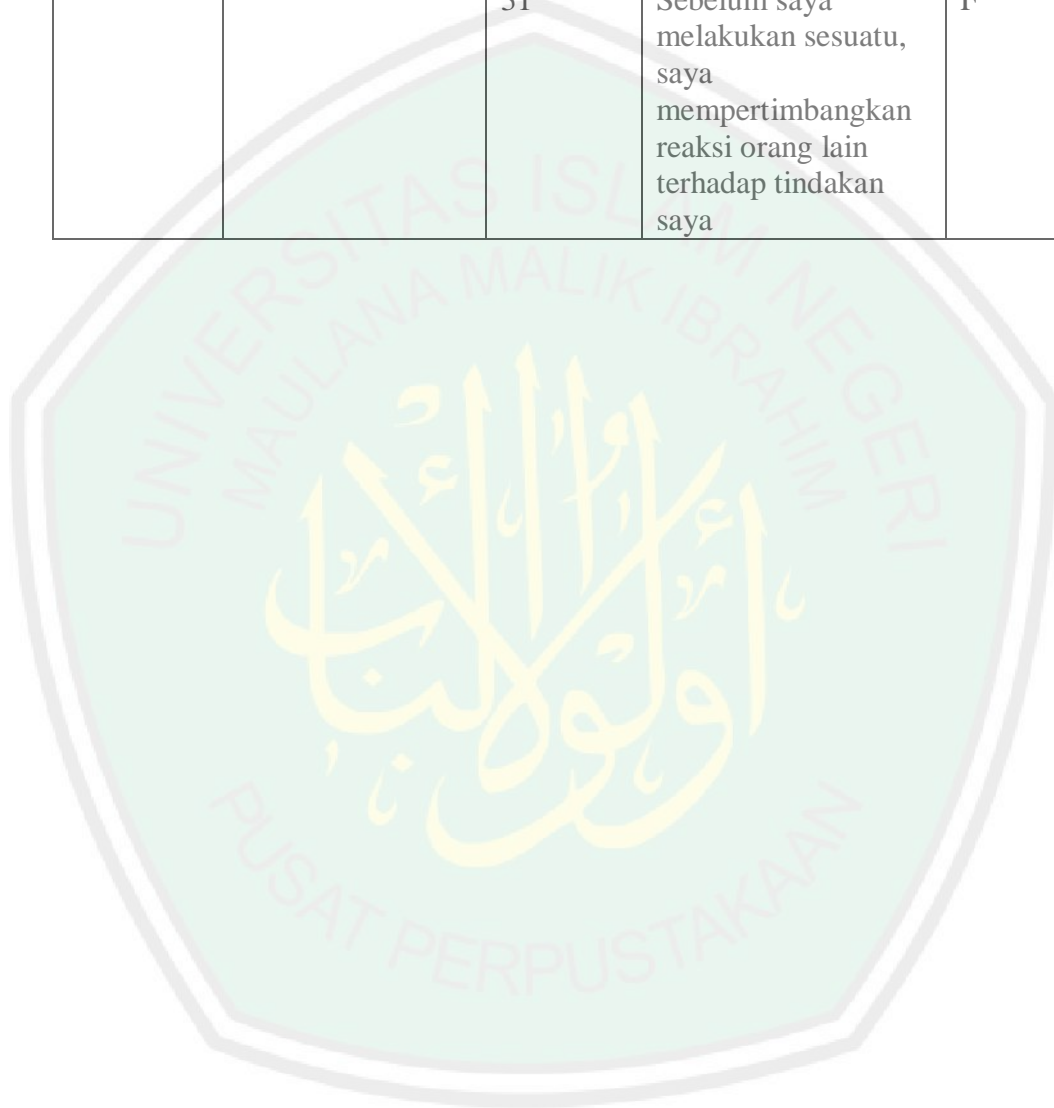 31 Sebelum saya F
melakukan sesuatu,
saya
mempertimbangkan
reaksi orang lain
terhadap tindakan
saya
UNIVERSITAS ISLAM NEGERI
MAULANA MALIK IBRAHIM
أولوا الألباب
PUSAT PERPUSTAKAAN